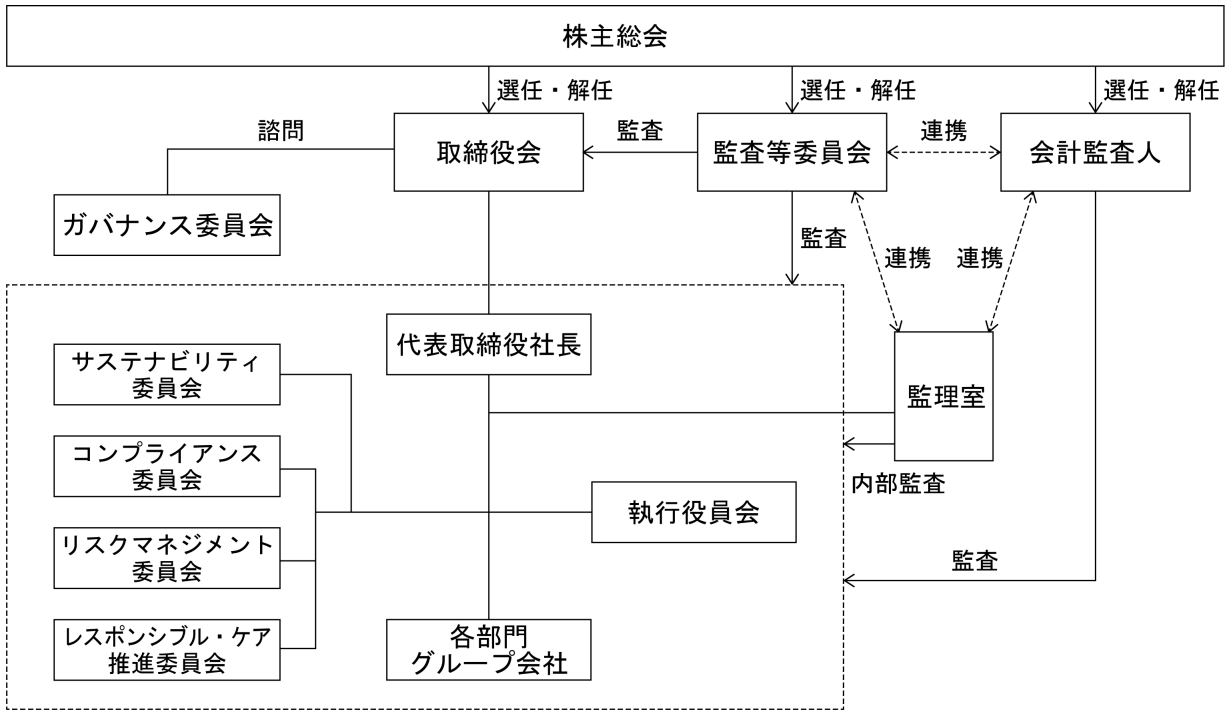 株主総会
選任・解任
選任・解任
選任・解任
諮問
取締役会
監査
監査等委員会
連携
会計監査人
ガバナンス委員会
監査
連携
連携
代表取締役社長
サステナビリティ
委員会
監理室
コンプライアンス
委員会
内部監査
執行役員会
リスクマネジメント
委員会
監査
レスポンシブル・ケア
推進委員会
各部門
グループ会社